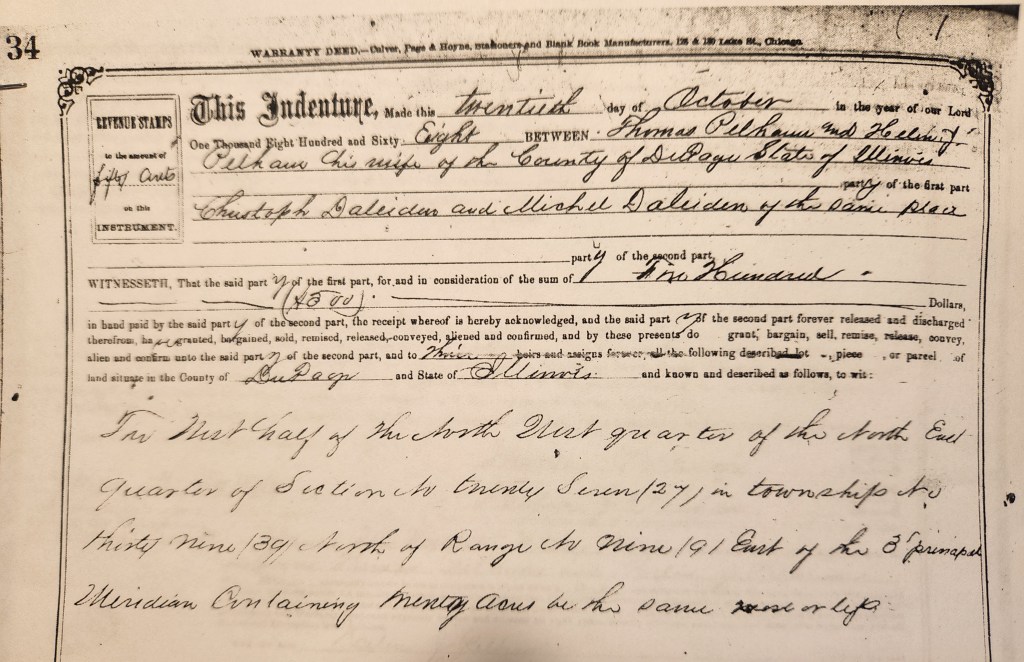 34
WARRANTY DEED,—Culver, Page & Hoyne, Stationers and Blank Book Manufacturers, 128 & 130 Lake St., Chicago.
REVENUE STAMPS
to the amount of
fifty Cents
on this
INSTRUMENT.
This Indenture, Made this twentieth day of October in the year of our Lord
One Thousand Eight Hundred and Sixty Eight BETWEEN Thomas Pelham and
Pelham his wife of the County of DuPage State of Illinois
party of the first part
Christoph Daleiden and Michel Daleiden of the same place
party of the second part,
WITNESSETH, That the said party of the first part, for and in consideration of the sum of Five Hundred
(500) Dollars,
in hand paid by the said party of the second part, the receipt whereof is hereby acknowledged, and the said party of the second part forever released and discharged
therefrom, ha granted, bargained, sold, remised, released, conveyed, aliened and confirmed, and by these presents do grant, bargain, sell, remise, release, convey,
alien and confirm unto the said party of the second part, and to their heirs and assigns forever, all the following described lot , piece , or parcel of
land situate in the County of DuPage and State of Illinois and known and described as follows, to wit:
The West half of the North West quarter of the North East
quarter of Section No twenty Seven (27) in township No
thirty Nine (39) North of Range No Nine (9) East of the 3d principal
Meridian Containing twenty Acres be the same more or less